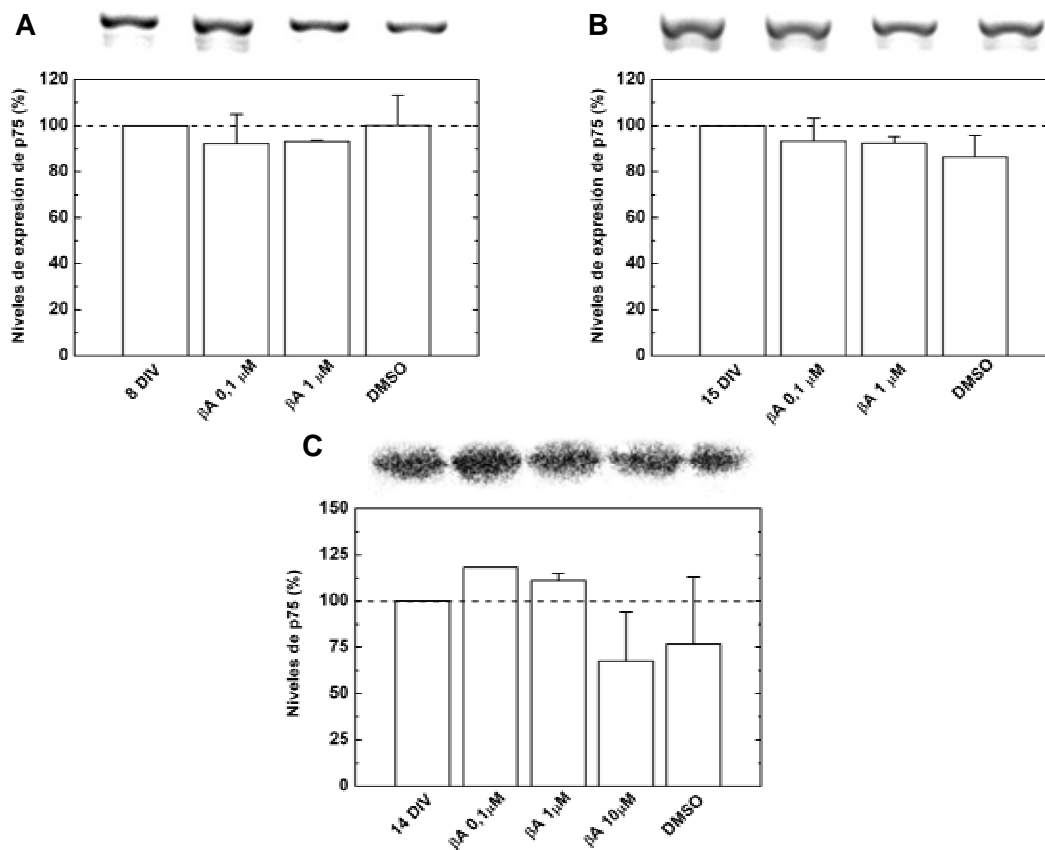 A
Niveles de expresión de p75 (%)
120
100
80
60
40
20
0
8 DIV
βA 0,1 μM
βA 1 μM
DMSO
B
Niveles de expresión de p75 (%)
120
100
80
60
40
20
0
15 DIV
βA 0,1 μM
βA 1 μM
DMSO
C
Niveles de p75 (%)
150
125
100
75
50
25
0
14 DIV
βA 0,1μM
βA 1μM
βA 10μM
DMSO